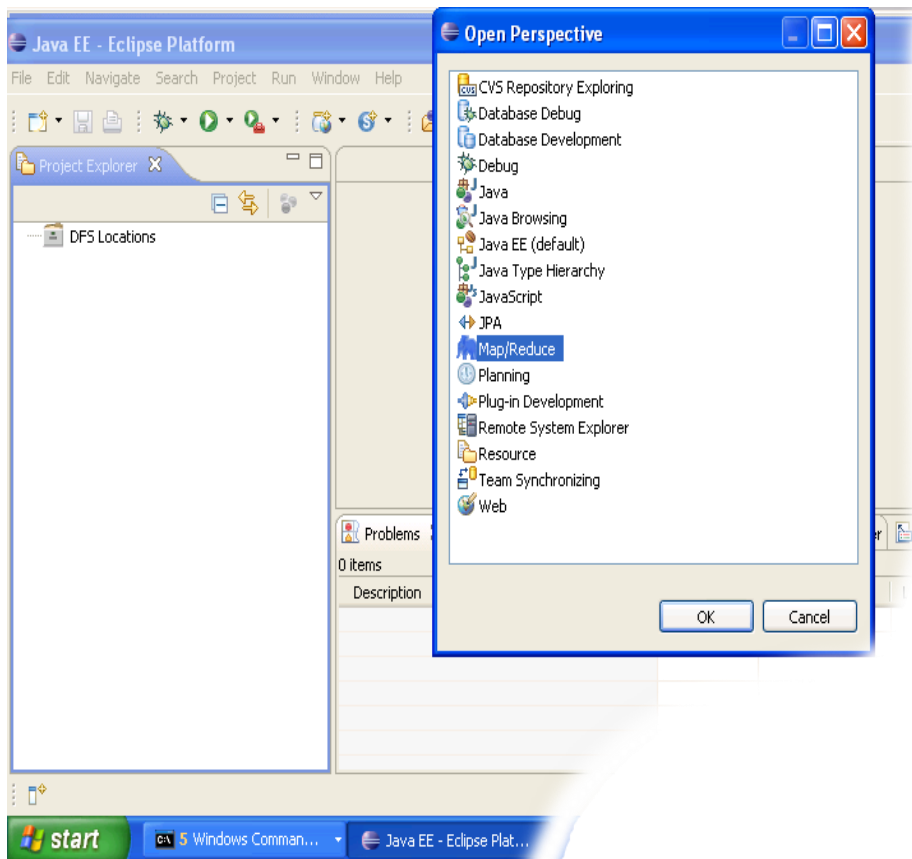 Java EE - Eclipse Platform
File Edit Navigate Search Project Run Window Help
Project Explorer
DFS Locations
Problems
0 items
Description
Open Perspective
CVS Repository Exploring
Database Debug
Database Development
Debug
Java
Java Browsing
Java EE (default)
Java Type Hierarchy
JavaScript
JPA
Map/Reduce
Planning
Plug-in Development
Remote System Explorer
Resource
Team Synchronizing
Web
OK Cancel
start
5 Windows Comman...
Java EE - Eclipse Plat...